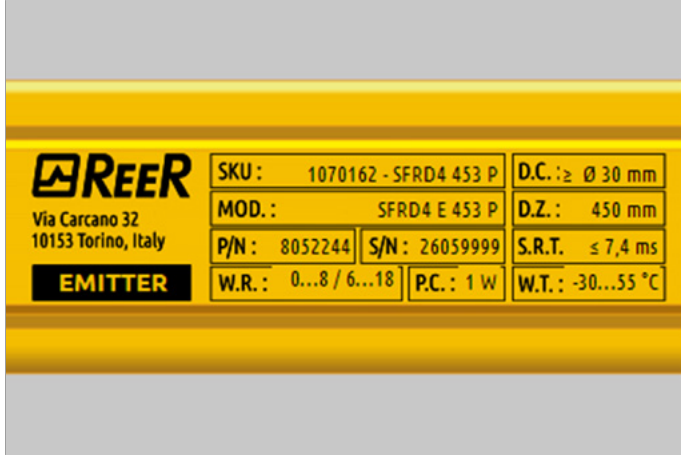 REER
Via Carcano 32
10153 Torino, Italy
EMITTER
SKU : 1070162 - SFRD4 453 P
D.C. :≥ Ø 30 mm
MOD. : SFRD4 E 453 P
D.Z. : 450 mm
P/N : 8052244 S/N : 26059999
S.R.T. ≤ 7,4 ms
W.R. : 0...8 / 6...18 P.C. : 1 W
W.T. : -30...55 °C